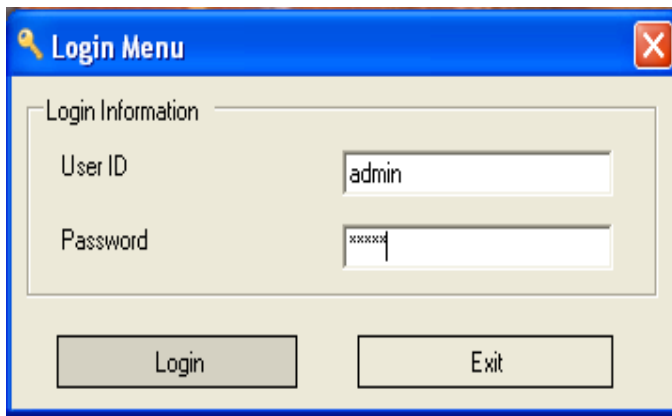 Login Menu
Login Information
User ID admin
Password *****
Login Exit